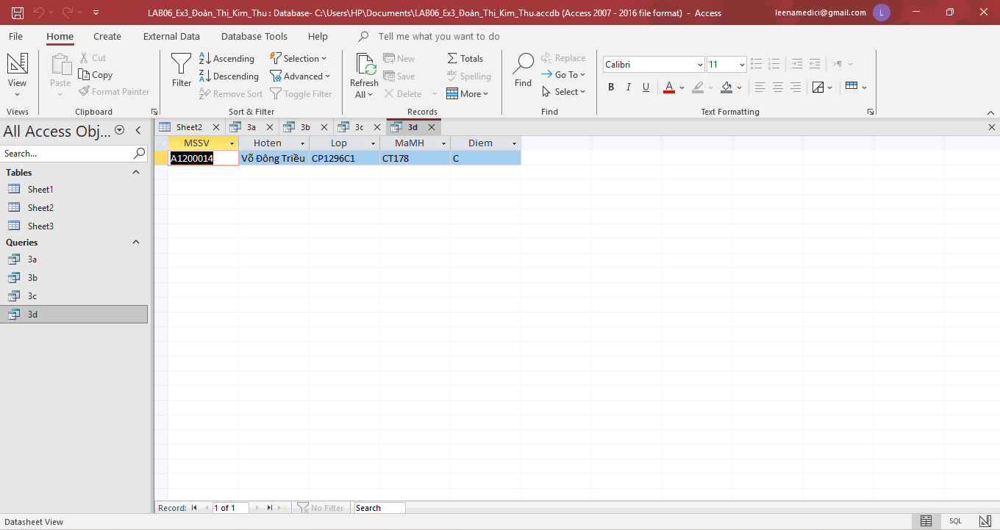 LAB06_Ex3_Đoàn_Thị_Kim_Thu : Database- C:\Users\HP\Documents\LAB06_Ex3_Đoàn_Thị_Kim_Thu.accdb (Access 2007 - 2016 file format) - Access
leenamedici@gmail.com
L
File Home Create External Data Database Tools Help Tell me what you want to do
View
Views
Paste
Cut
Copy
Format Painter
Clipboard
Filter
Ascending
Descending
Remove Sort
Selection
Advanced
Toggle Filter
Sort & Filter
Refresh
All
New
Save
Delete
Totals
Spelling
More
Records
Find
Replace
Go To
Select
Find
Calibri
11
B I U
A
Text Formatting
All Access Obj...
Search...
Tables
Sheet1
Sheet2
Sheet3
Queries
3a
3b
3c
3d
Sheet2 3a 3b 3c 3d
MSSV Hoten Lop MaMH Diem
A1200014 Võ Đông Triều CP1296C1 CT178 C
Record: 1 of 1 No Filter Search
Datasheet View
SQL